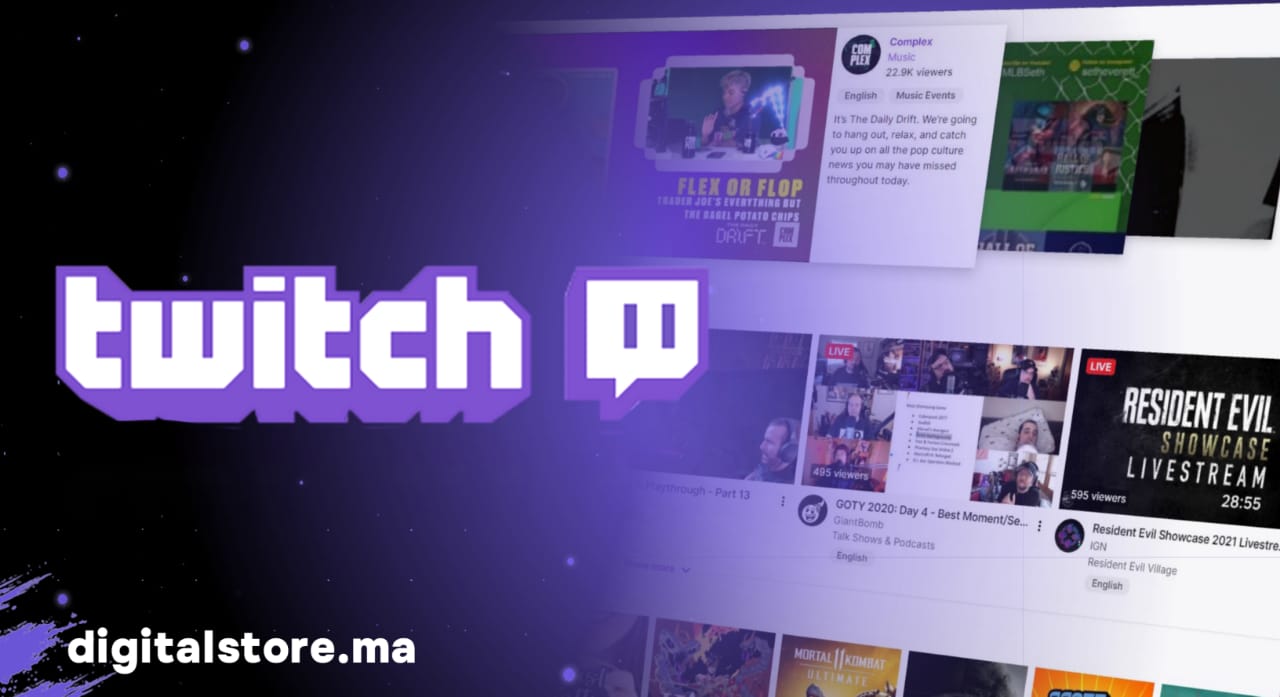 Complex
Music
22.9K viewers
English
Music Events
It's The Daily Drift. We're going
to hang out, relax, and catch
you up on all the pop culture
news you may have missed
throughout today.
MLBSeth
FLEX OR FLOP
TRADER JOE'S EVERYTHING BUT
THE BAGEL POTATO CHIPS
DRIFT
COMPLEX
twitch
LIVE
495 viewers
LIVE
RESIDENT EVIL
SHOWCASE
LIVESTREAM
595 viewers
28:55
Playthrough - Part 13
GOTY 2020: Day 4 - Best Moment/Se...
GiantBomb
Talk Shows & Podcasts
English
Resident Evil Showcase 2021 Livestre
IGN
Resident Evil Village
English
MORTAL KOMBAT
11
ULTIMATE
digitalstore.ma